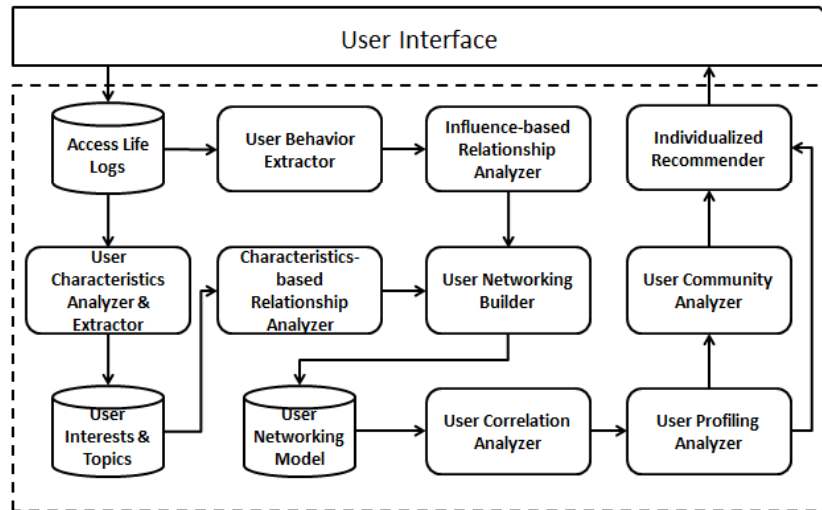 User Interface
Access Life
Logs
User Behavior
Extractor
Influence-based
Relationship
Analyzer
Individualized
Recommender
User
Characteristics
Analyzer &
Extractor
Characteristics-
based
Relationship
Analyzer
User Networking
Builder
User Community
Analyzer
User
Interests &
Topics
User
Networking
Model
User Correlation
Analyzer
User Profiling
Analyzer